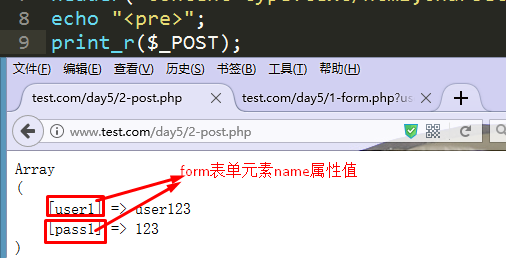 8 echo "<pre>";
9 print_r($_POST);
文件(F) 编辑(E) 查看(V) 历史(S) 书签(B) 工具(T) 帮助(H)
test.com/day5/2-post.php × test.com/day5/1-form.php?us × +
www.test.com/day5/2-post.php
Array
form表单元素name属性值
(
[user1] => user123
[pass1] => 123
)